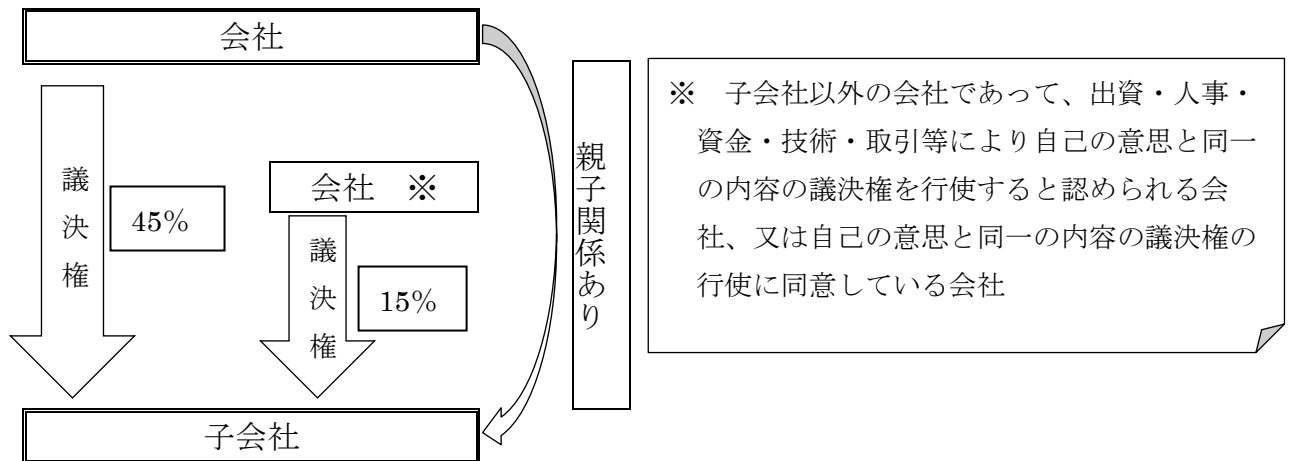 会社
議決権
45%
会社 ※
議決権
15%
子会社
親子関係あり
※ 子会社以外の会社であって、出資・人事・
資金・技術・取引等により自己の意思と同一
の内容の議決権を行使すると認められる会
社、又は自己の意思と同一の内容の議決権の
行使に同意している会社